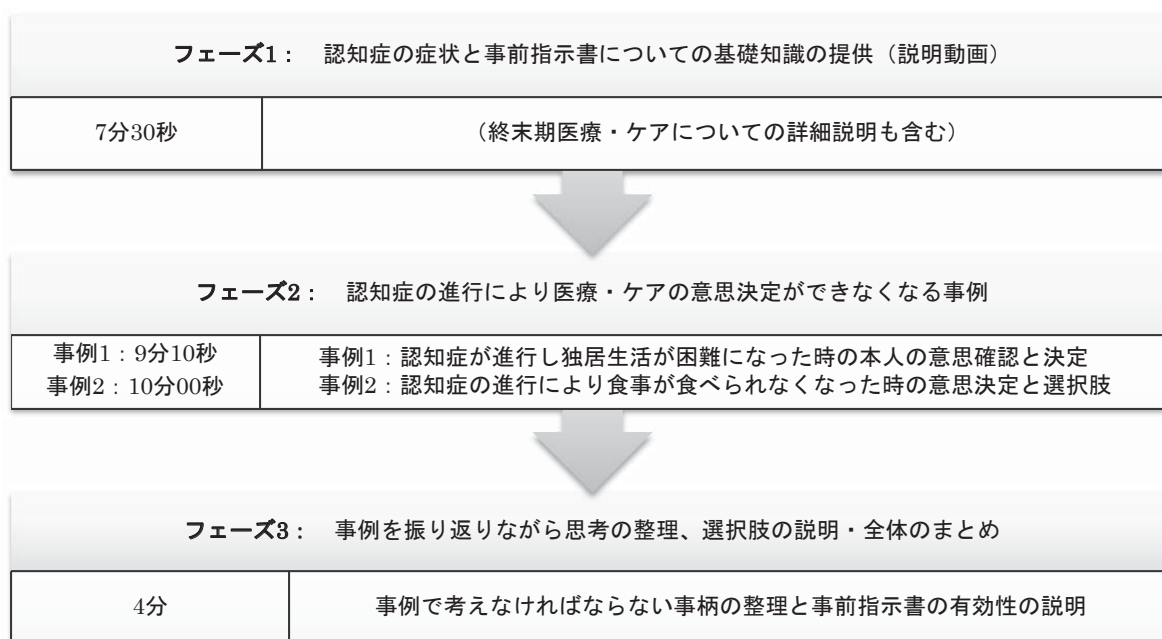 フェーズ1： 認知症の症状と事前指示書についての基礎知識の提供（説明動画）
7分30秒
（終末期医療・ケアについての詳細説明も含む）
フェーズ2： 認知症の進行により医療・ケアの意思決定ができなくなる事例
事例1：9分10秒
事例2：10分00秒
事例1：認知症が進行し独居生活が困難になった時の本人の意思確認と決定
事例2：認知症の進行により食事が食べられなくなった時の意思決定と選択肢
フェーズ3： 事例を振り返りながら思考の整理、選択肢の説明・全体のまとめ
4分
事例で考えなければならない事柄の整理と事前指示書の有効性の説明